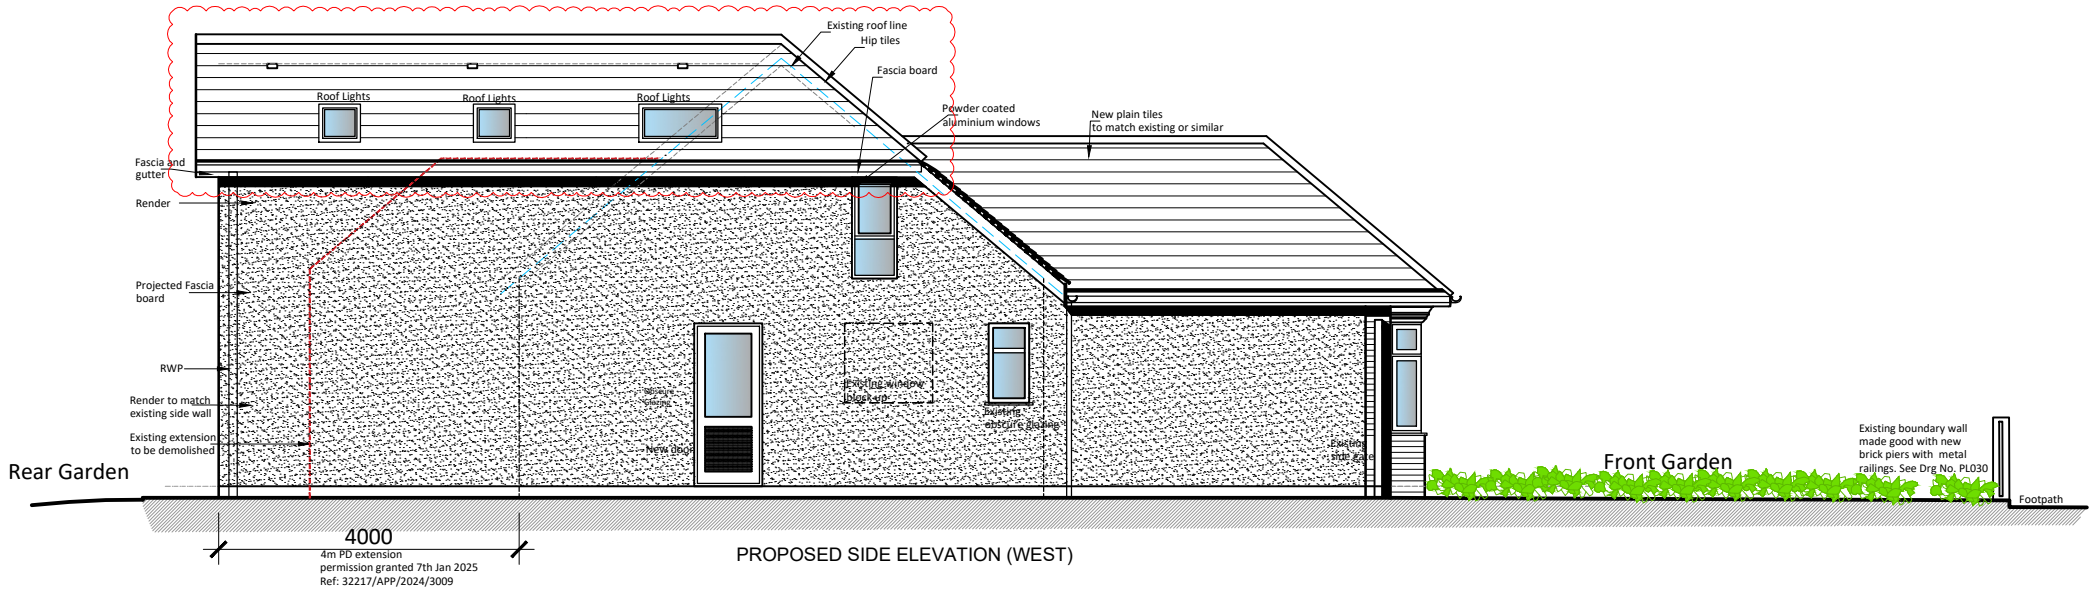 Existing roof line
Hip tiles
Fascia board
Roof Lights
Roof Lights
Roof Lights
Powder coated
aluminium windows
New plain tiles
to match existing or similar
Fascia and
gutter
Render
Projected Fascia
board
RWP
Render to match
existing side wall
Existing extension
to be demolished
Obscure
Glazing
New door
Existing window
block up
Existing
obscure glazing
Existing
side gate
Rear Garden
Front Garden
Existing boundary wall
made good with new
brick piers with metal
railings. See Drg No. PL030
Footpath
4000
4m PD extension
permission granted 7th Jan 2025
Ref: 32217/APP/2024/3009
PROPOSED SIDE ELEVATION (WEST)